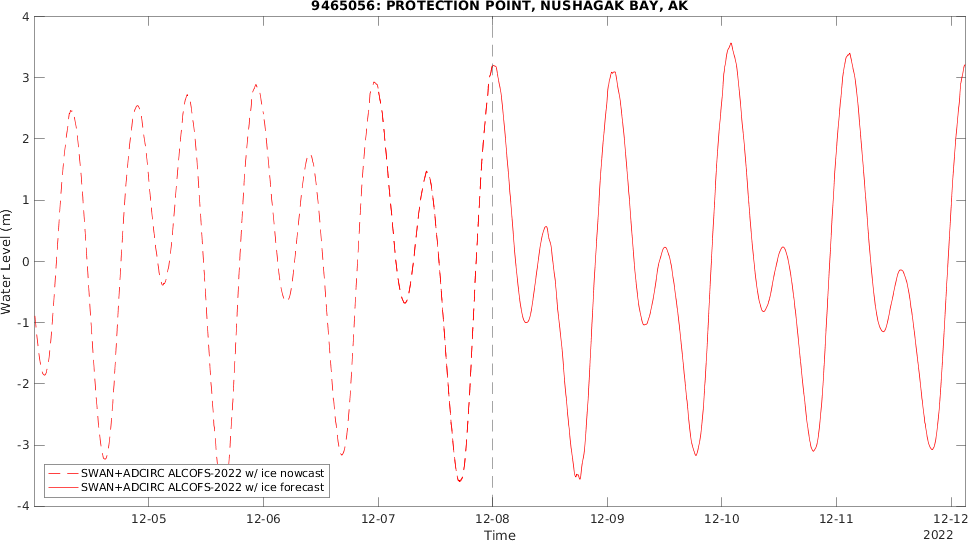 9465056: PROTECTION POINT, NUSHAGAK BAY, AK
4
3
2
1
0
-1
-2
-3
-4
Water Level (m)
SWAN+ADCIRC ALCOFS-2022 w/ ice nowcast
SWAN+ADCIRC ALCOFS-2022 w/ ice forecast
12-05 12-06 12-07 12-08 12-09 12-10 12-11 12-12
Time
2022